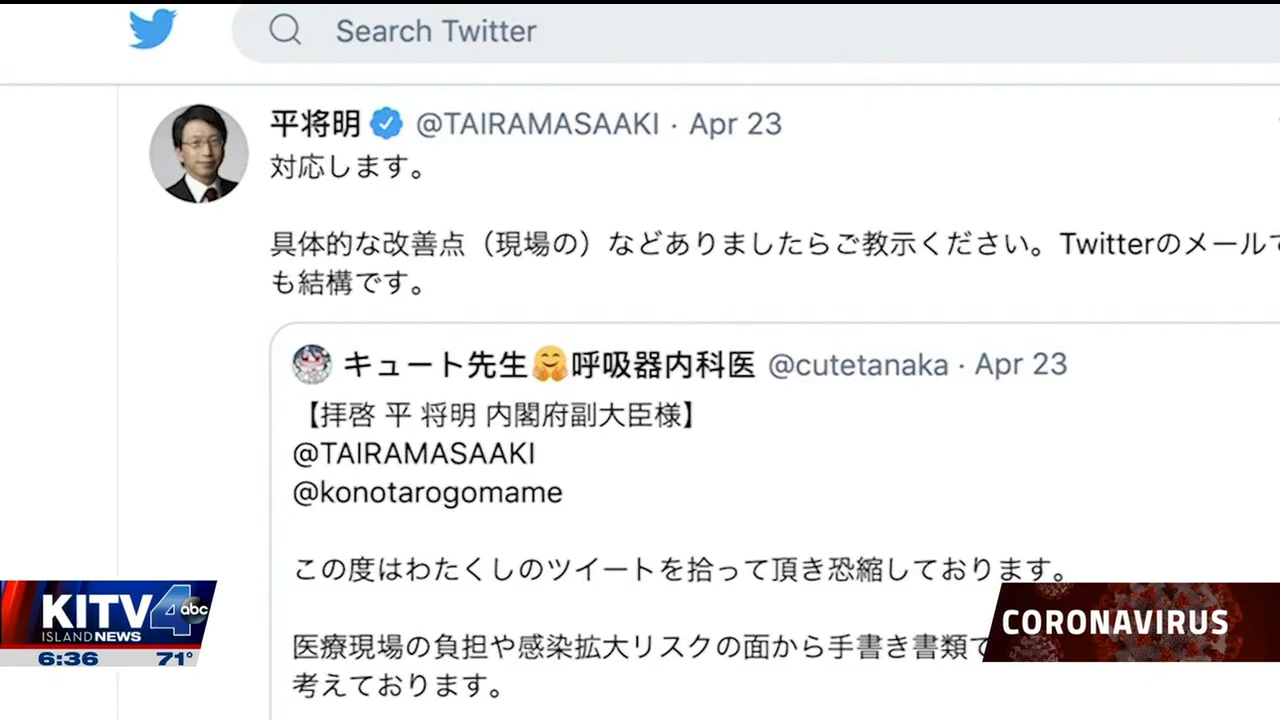 Search Twitter
平将明 @TAIRAMASAAKI · Apr 23
対応します。
具体的な改善点（現場の）などありましたらご教示ください。Twitterのメールで
も結構です。
キュート先生🤗呼吸器内科医 @cutetanaka · Apr 23
【拝啓 平 将明 内閣府副大臣様】
@TAIRAMASAAKI
@konotarogomame
この度はわたくしのツイートを拾って頂き恐縮しております。
医療現場の負担や感染拡大リスクの面から手書き書類で
考えております。
CORONAVIRUS
KITV4 abc
ISLAND NEWS
6:36 71°